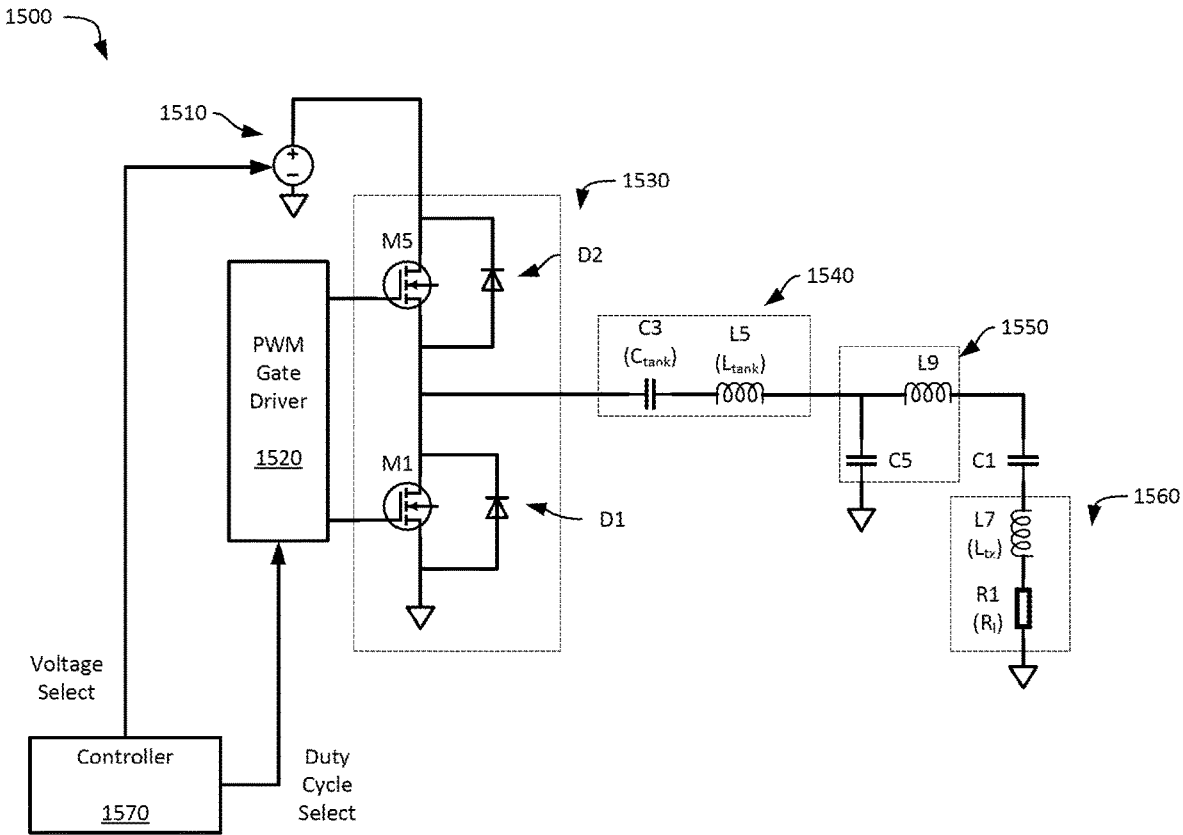 1500
1510
+
−
1530
M5
D2
1540
C3
(Ctank)
L5
(Ltank)
1550
L9
PWM
Gate
Driver
1520
M1
D1
C5
C1
1560
L7
(Ltx)
R1
(Rl)
Voltage
Select
Controller
1570
Duty
Cycle
Select